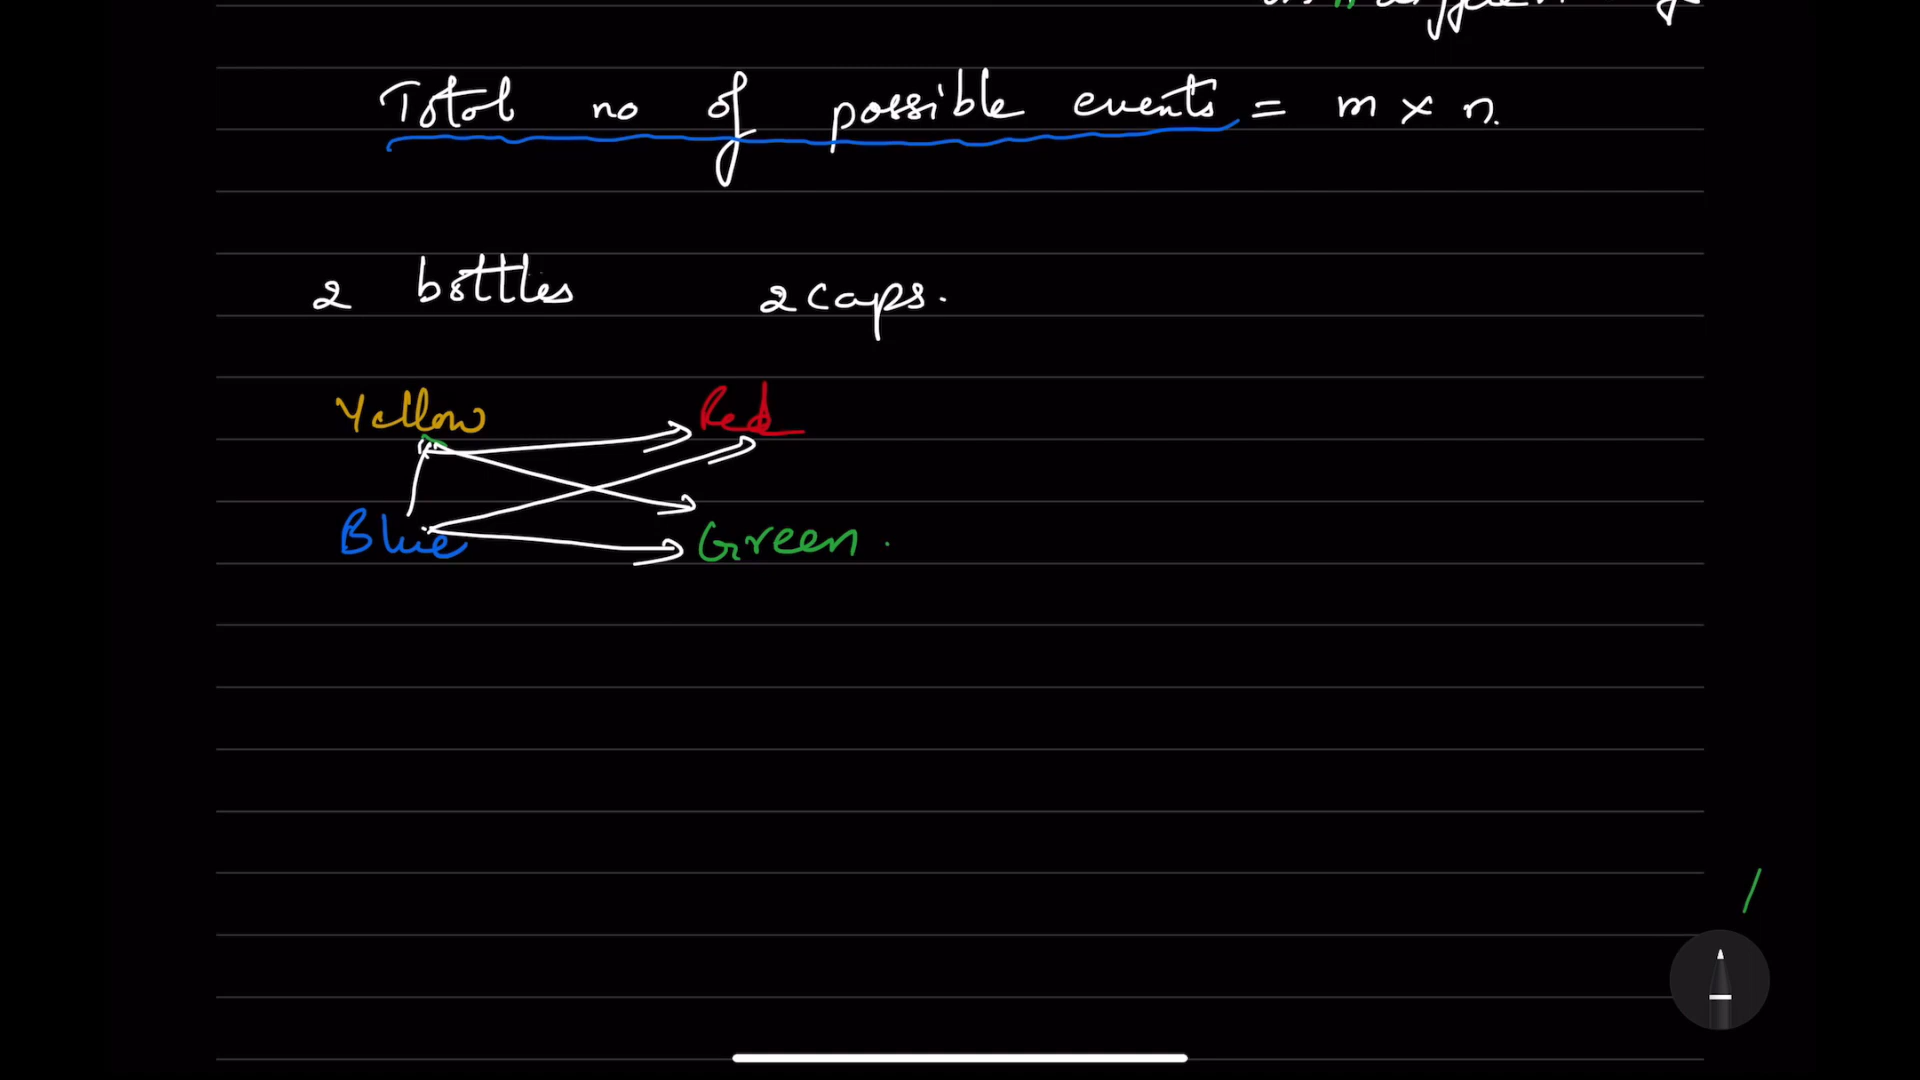 Total no of possible events = m × n.
2 bottles 2 caps.
Yellow Red
Blue Green .